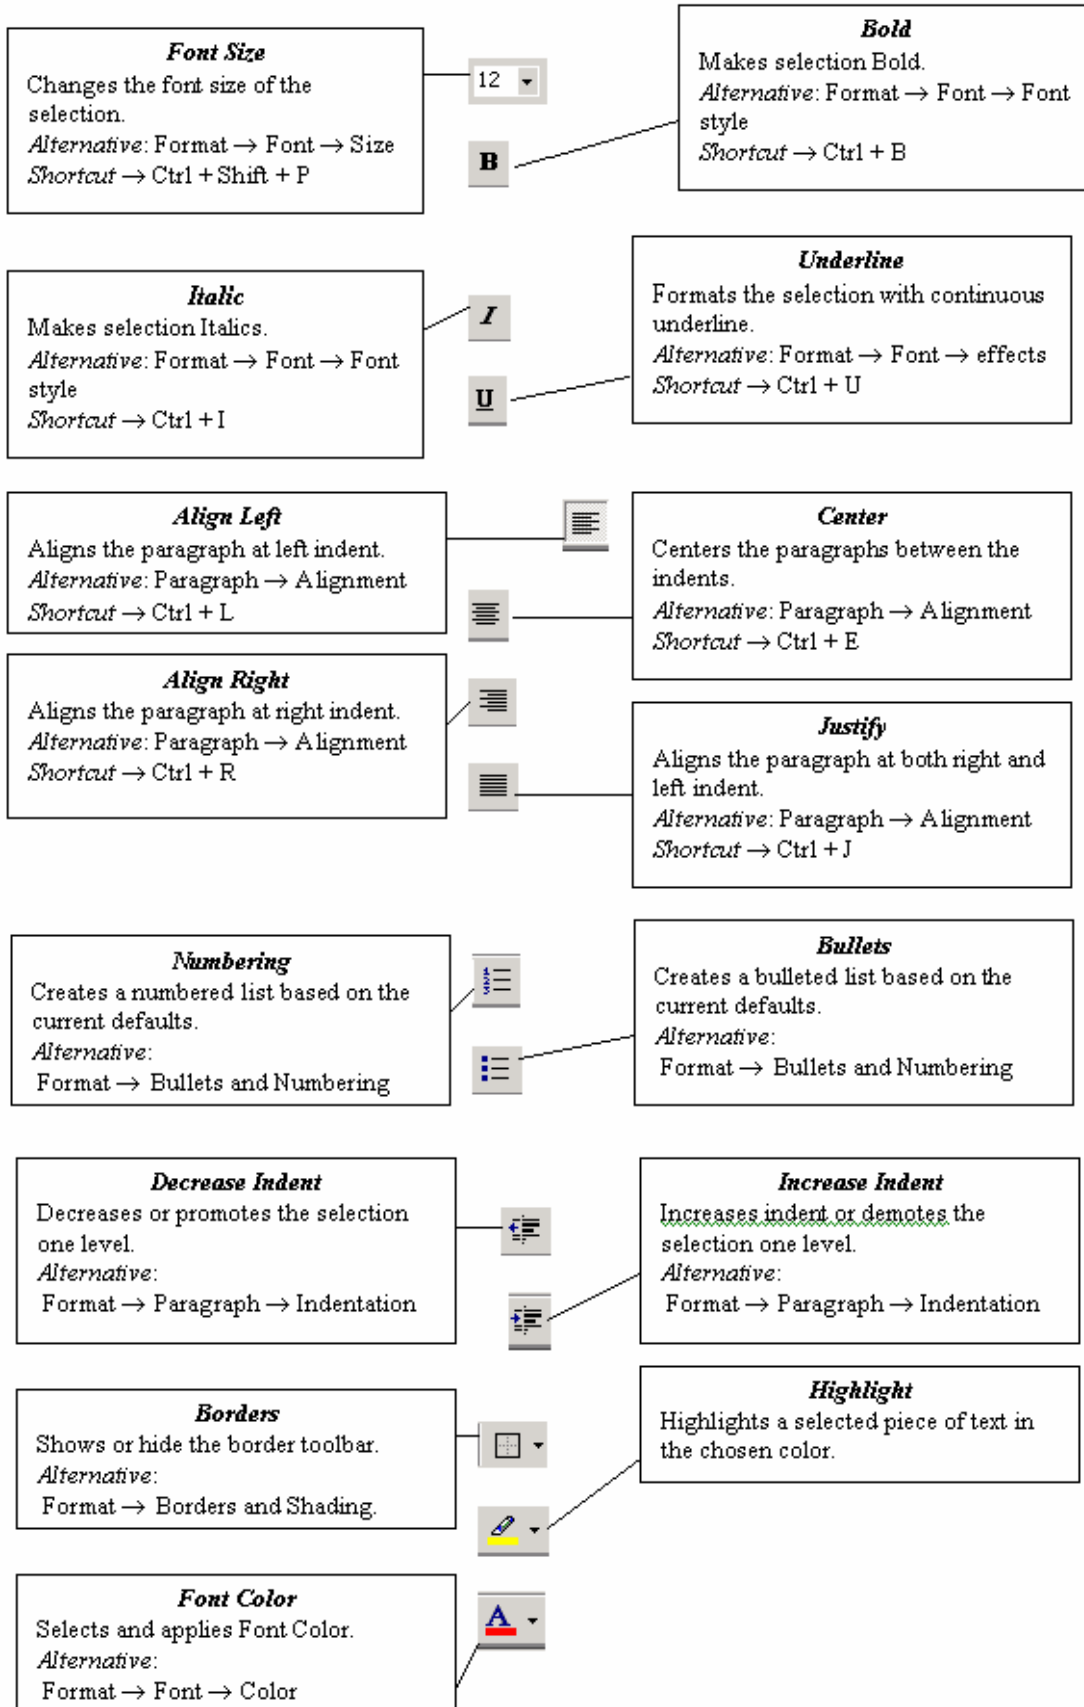 Font Size
Changes the font size of the
selection.
Alternative: Format → Font → Size
Shortcut → Ctrl + Shift + P
12
Bold
Makes selection Bold.
Alternative: Format → Font → Font
style
Shortcut → Ctrl + B
B
Italic
Makes selection Italics.
Alternative: Format → Font → Font
style
Shortcut → Ctrl + I
I
Underline
Formats the selection with continuous
underline.
Alternative: Format → Font → effects
Shortcut → Ctrl + U
U
Align Left
Aligns the paragraph at left indent.
Alternative: Paragraph → Alignment
Shortcut → Ctrl + L
Center
Centers the paragraphs between the
indents.
Alternative: Paragraph → Alignment
Shortcut → Ctrl + E
Align Right
Aligns the paragraph at right indent.
Alternative: Paragraph → Alignment
Shortcut → Ctrl + R
Justify
Aligns the paragraph at both right and
left indent.
Alternative: Paragraph → Alignment
Shortcut → Ctrl + J
Numbering
Creates a numbered list based on the
current defaults.
Alternative:
Format → Bullets and Numbering
1
2
3
Bullets
Creates a bulleted list based on the
current defaults.
Alternative:
Format → Bullets and Numbering
Decrease Indent
Decreases or promotes the selection
one level.
Alternative:
Format → Paragraph → Indentation
Increase Indent
Increases indent or demotes the
selection one level.
Alternative:
Format → Paragraph → Indentation
Borders
Shows or hide the border toolbar.
Alternative:
Format → Borders and Shading.
Highlight
Highlights a selected piece of text in
the chosen color.
Font Color
Selects and applies Font Color.
Alternative:
Format → Font → Color
A